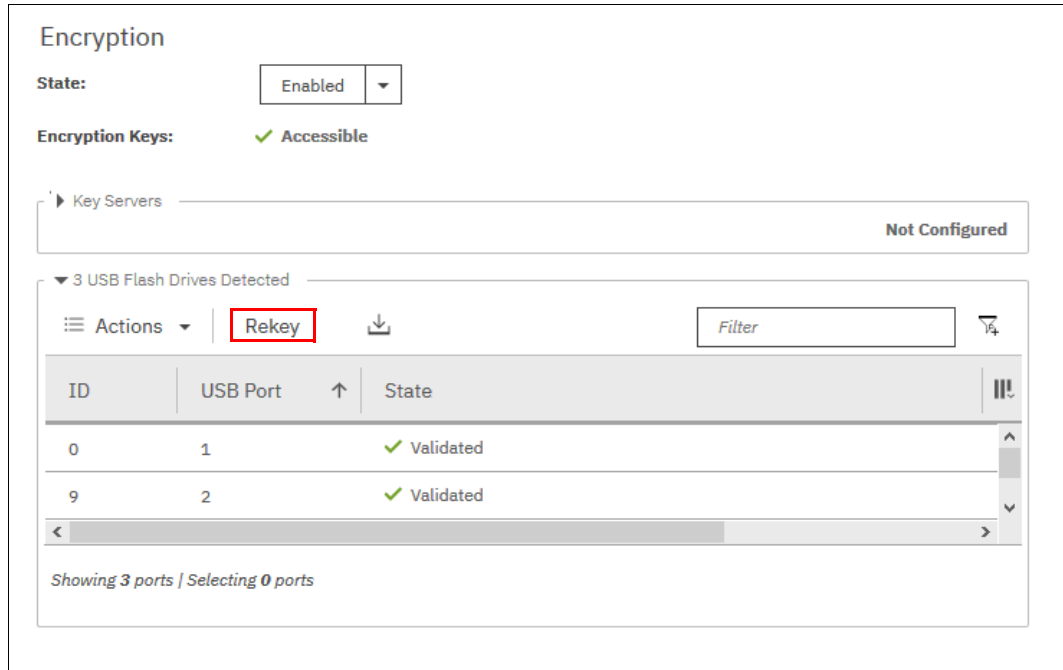 Encryption
State: Enabled
Encryption Keys: Accessible
Key Servers
Not Configured
3 USB Flash Drives Detected
Actions Rekey Filter
ID USB Port State
0 1 Validated
9 2 Validated
Showing 3 ports | Selecting 0 ports